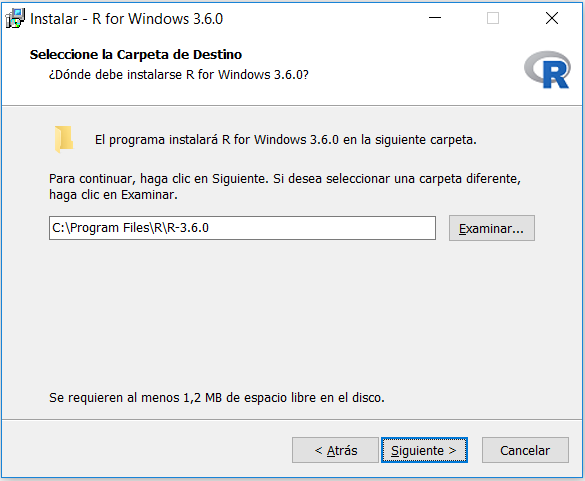 Instalar - R for Windows 3.6.0
Seleccione la Carpeta de Destino
¿Dónde debe instalarse R for Windows 3.6.0?
R
El programa instalará R for Windows 3.6.0 en la siguiente carpeta.
Para continuar, haga clic en Siguiente. Si desea seleccionar una carpeta diferente,
haga clic en Examinar.
C:\Program Files\R\R-3.6.0
Examinar...
Se requieren al menos 1,2 MB de espacio libre en el disco.
< Atrás
Siguiente >
Cancelar